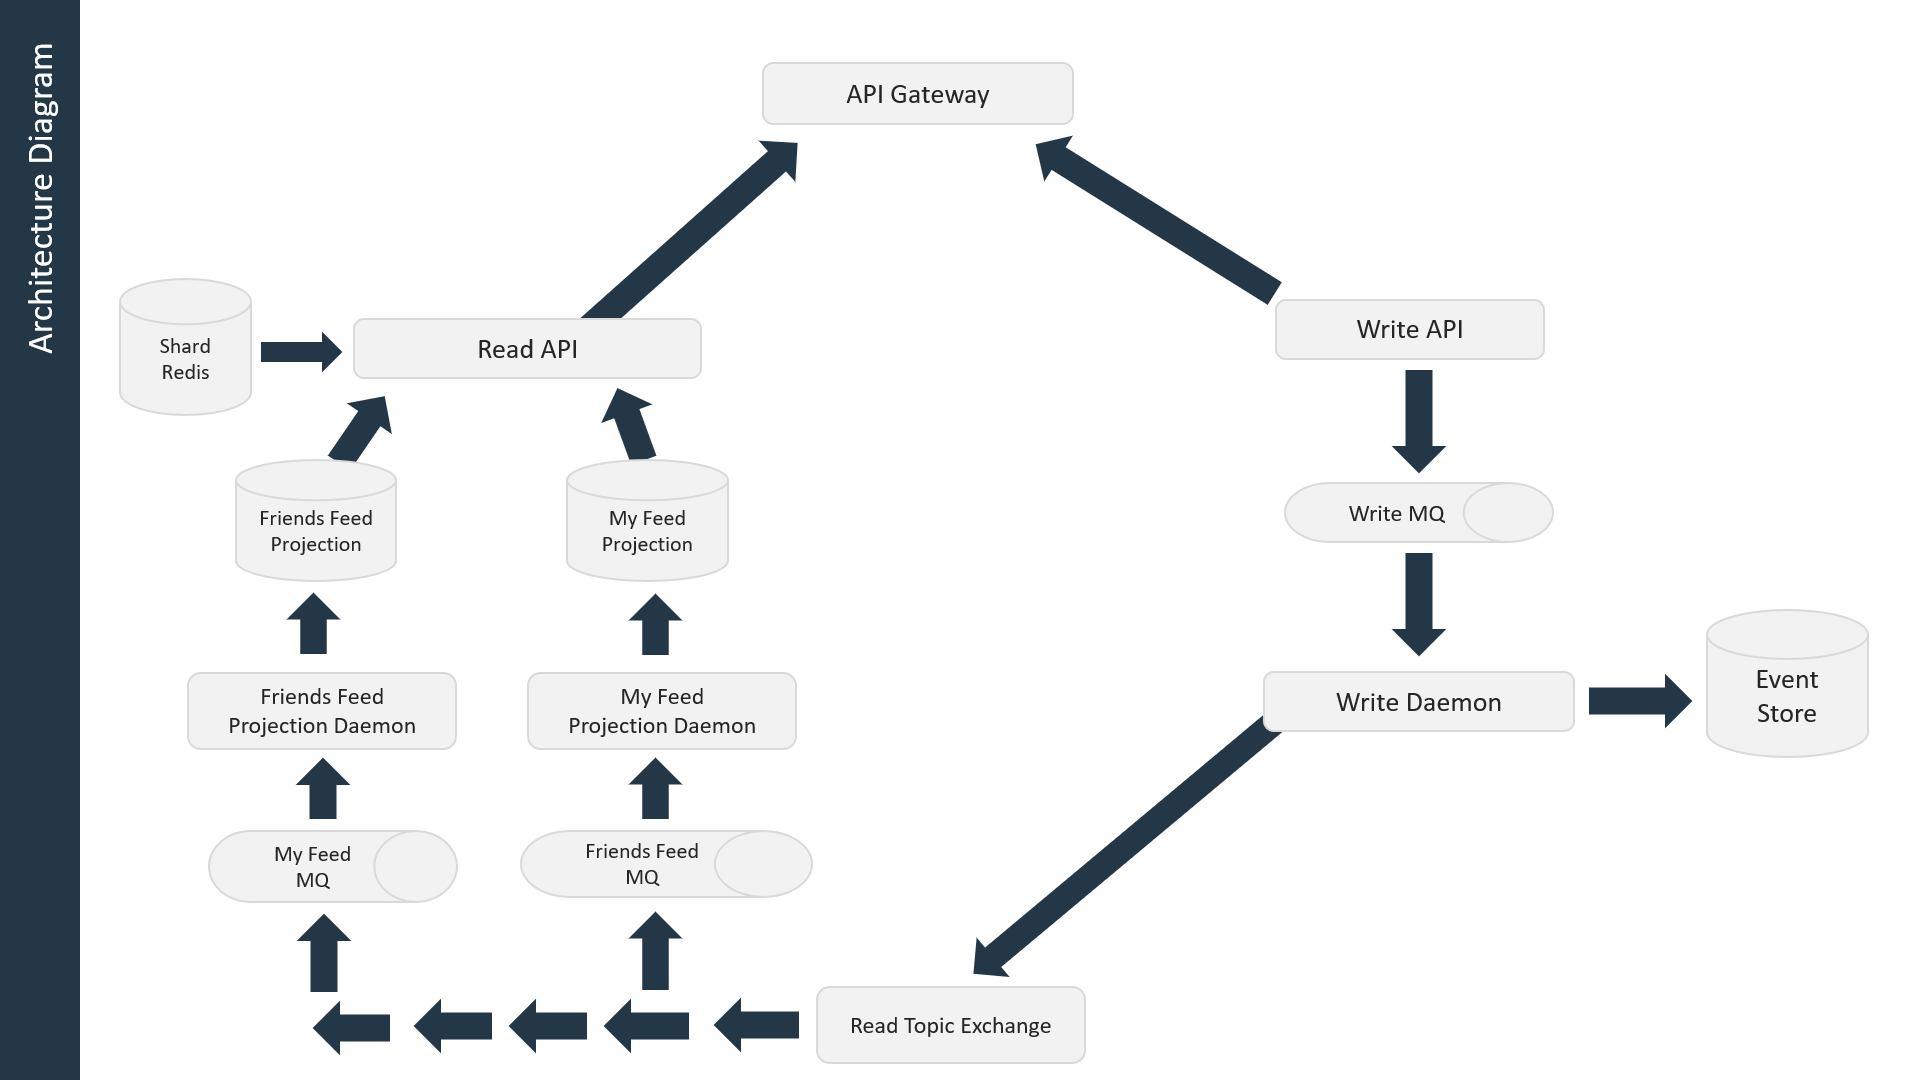 Architecture Diagram
API Gateway
Shard
Redis
Read API
Write API
Friends Feed
Projection
My Feed
Projection
Write MQ
Friends Feed
Projection Daemon
My Feed
Projection Daemon
Write Daemon
Event
Store
My Feed
MQ
Friends Feed
MQ
Read Topic Exchange